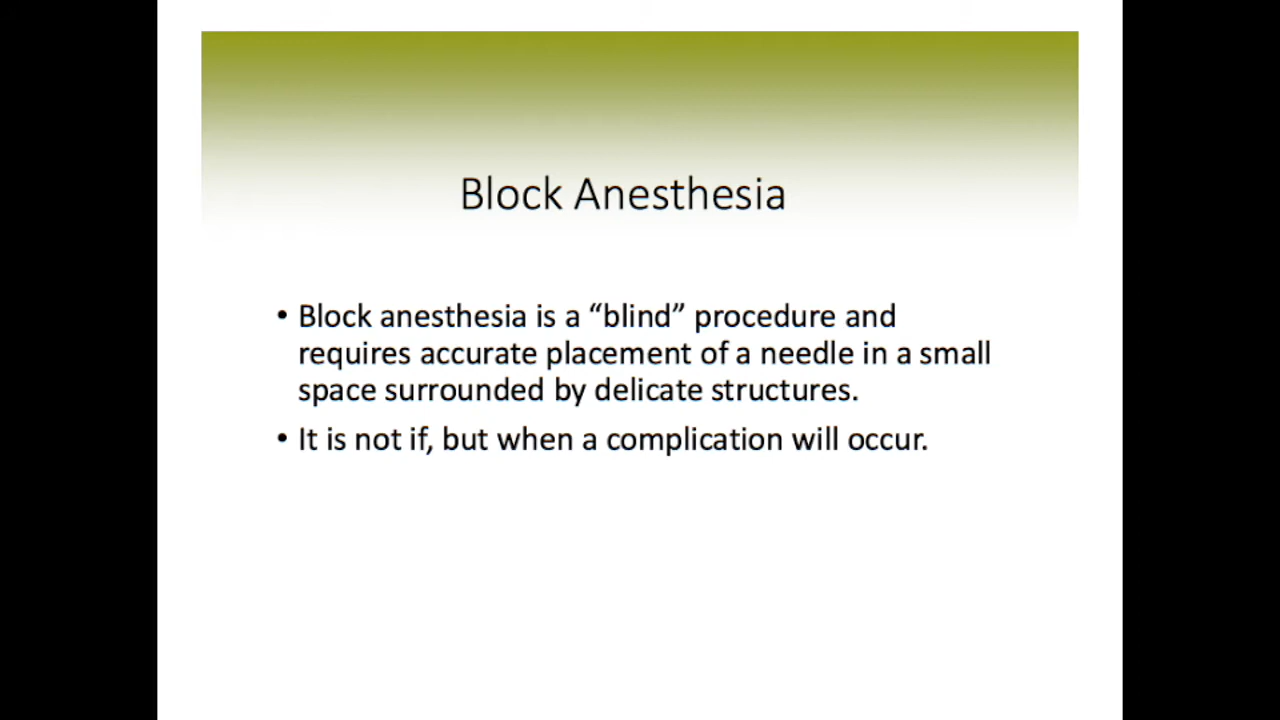 Block Anesthesia
• Block anesthesia is a “blind” procedure and
requires accurate placement of a needle in a small
space surrounded by delicate structures.
• It is not if, but when a complication will occur.